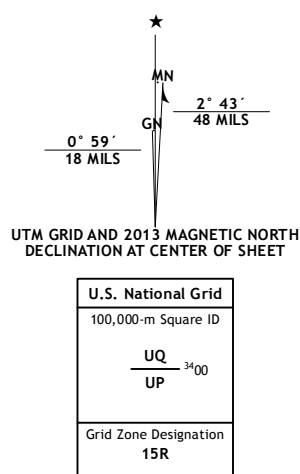 ★
MN
GN
0° 59´
18 MILS
2° 43´
48 MILS
UTM GRID AND 2013 MAGNETIC NORTH
DECLINATION AT CENTER OF SHEET
U.S. National Grid
100,000-m Square ID
UQ
UP
3400
Grid Zone Designation
15R